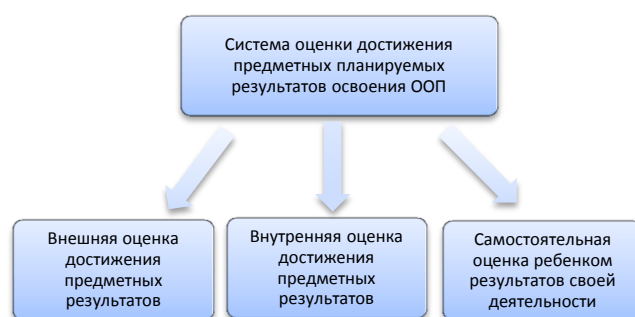 Система оценки достижения
предметных планируемых
результатов освоения ООП
Внешняя оценка
достижения
предметных
результатов
Внутренняя оценка
достижения
предметных
результатов
Самостоятельная
оценка ребенком
результатов своей
деятельности